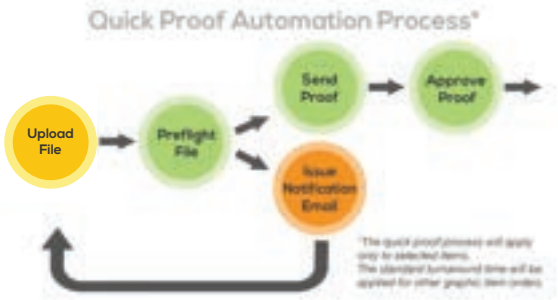 Quick Proof Automation Process*
Upload
File
Preflight
File
Send
Proof
Approve
Proof
Issue
Notification
Email
*The quick proof process will apply
only to selected items.
The standard turnaround time will be
applied for other graphic item orders.